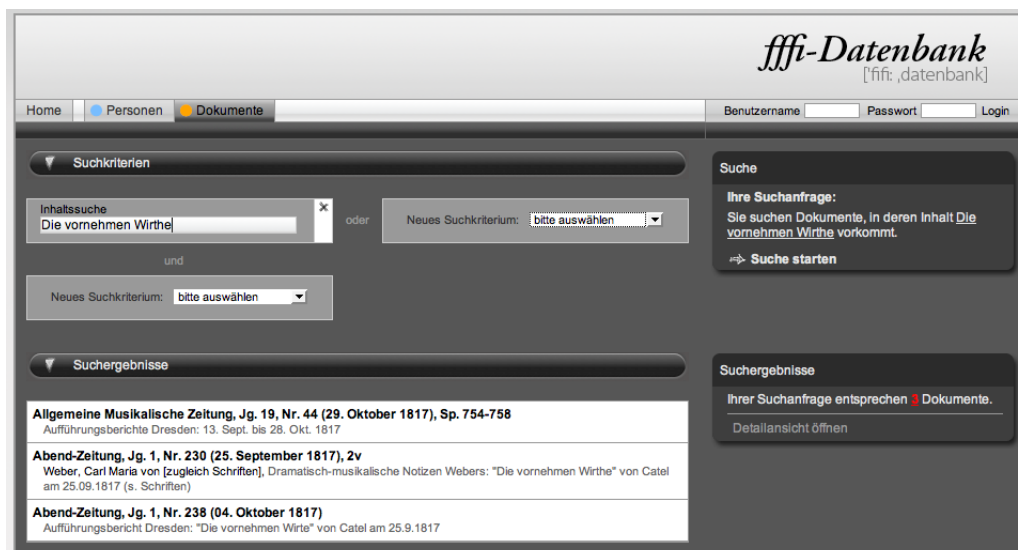 fffi-Datenbank
['fifi: ‚datenbank]
Home Personen Dokumente Benutzername Passwort Login
Suchkriterien
Inhaltssuche
Die vornehmen Wirthe
oder
Neues Suchkriterium: bitte auswählen
und
Neues Suchkriterium: bitte auswählen
Suche
Ihre Suchanfrage:
Sie suchen Dokumente, in deren Inhalt Die
vornehmen Wirthe vorkommt.
Suche starten
Suchergebnisse
Allgemeine Musikalische Zeitung, Jg. 19, Nr. 44 (29. Oktober 1817), Sp. 754-758
Aufführungsberichte Dresden: 13. Sept. bis 28. Okt. 1817
Abend-Zeitung, Jg. 1, Nr. 230 (25. September 1817), 2v
Weber, Carl Maria von [zugleich Schriften], Dramatisch-musikalische Notizen Webers: "Die vornehmen Wirthe" von Catel
am 25.09.1817 (s. Schriften)
Abend-Zeitung, Jg. 1, Nr. 238 (04. Oktober 1817)
Aufführungsbericht Dresden: "Die vornehmen Wirte" von Catel am 25.9.1817
Suchergebnisse
Ihrer Suchanfrage entsprechen 3 Dokumente.
Detailansicht öffnen